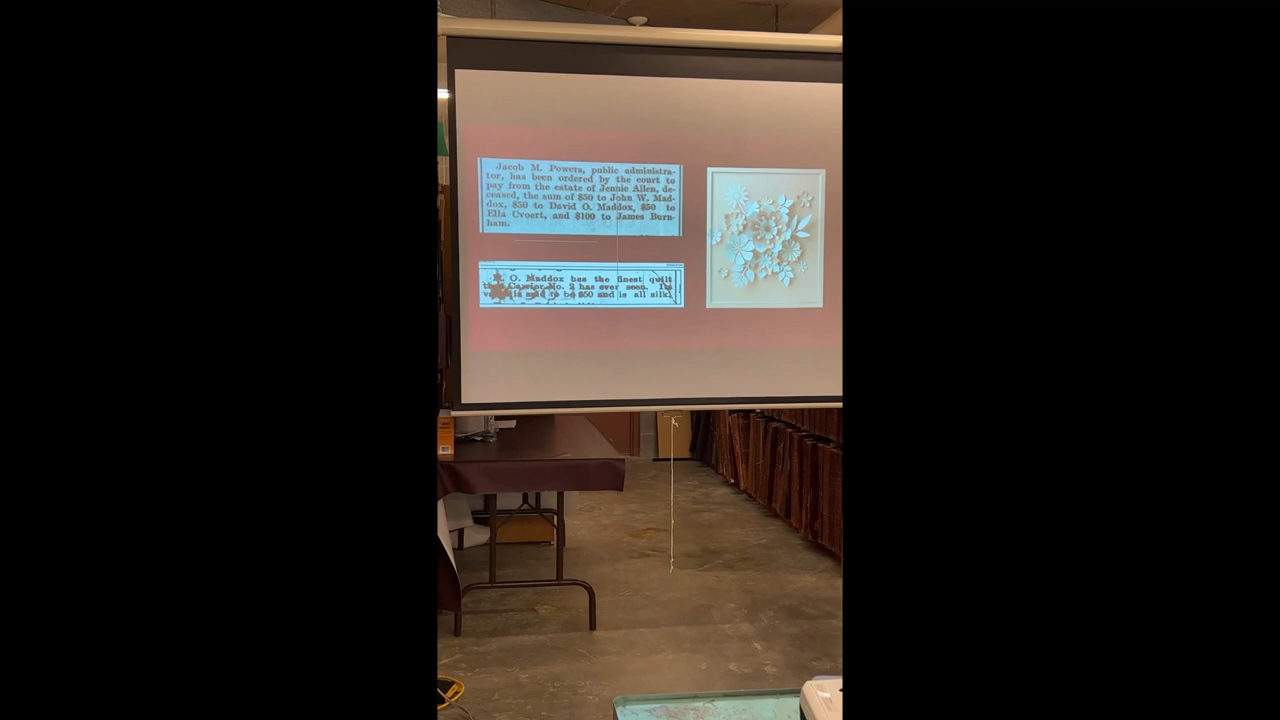 Jacob M. Powers, public administra-
tor, has been ordered by the court to
pay from the estate of Jennie Allen, de-
ceased, the sum of $50 to John W. Mad-
dox, $50 to David O. Maddox, $50 to
Ella Cvoert, and $100 to James Burn-
ham.
O. Maddox has the finest quilt
Carrier No. 2 has ever seen. Its
is said to be $50 and is all silk.